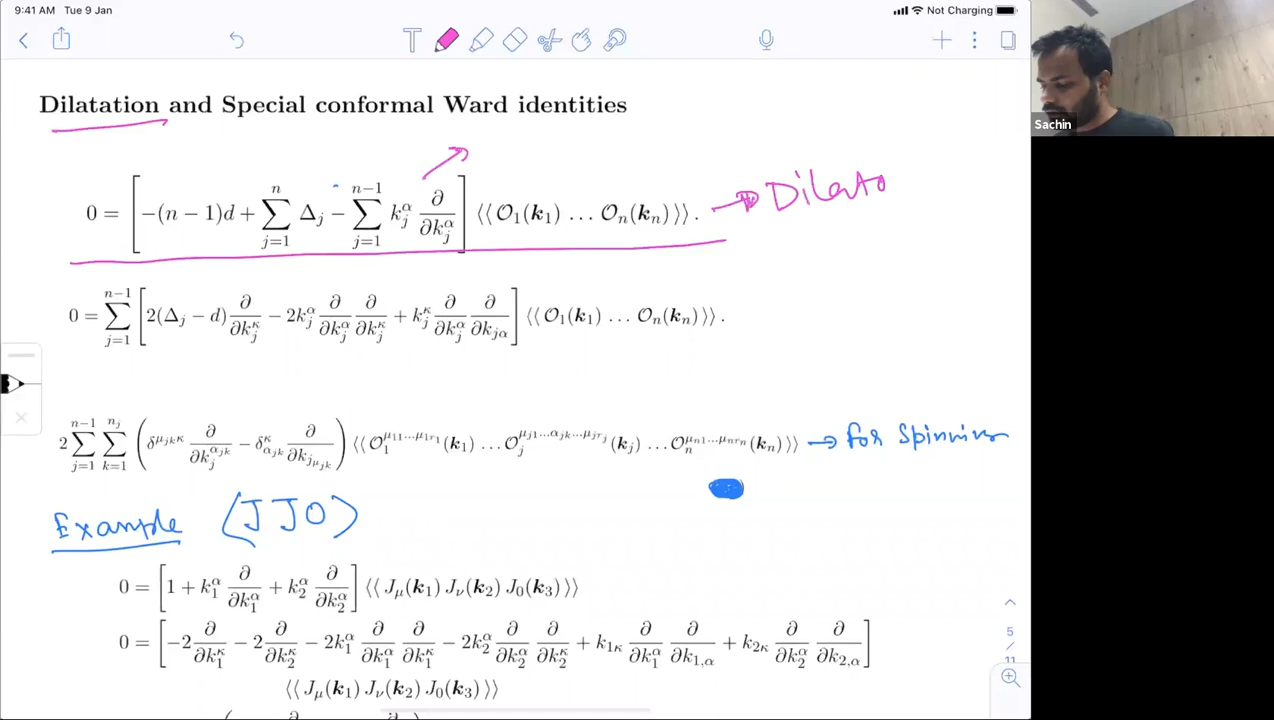 9:41 AM Tue 9 Jan
Not Charging
Sachin
Dilatation and Special conformal Ward identities
0 = [ −(n − 1)d + ∑_{j=1}^{n} Δ_j − ∑_{j=1}^{n−1} k_j^α ∂/∂k_j^α ] ⟨⟨ O_1(k_1) … O_n(k_n) ⟩⟩ . → Dilato
0 = ∑_{j=1}^{n−1} [ 2(Δ_j − d) ∂/∂k_j^κ − 2k_j^α ∂/∂k_j^α ∂/∂k_j^κ + k_j^κ ∂/∂k_j^α ∂/∂k_{jα} ] ⟨⟨ O_1(k_1) … O_n(k_n) ⟩⟩ .
2 ∑_{j=1}^{n−1} ∑_{k=1}^{n_j} ( δ^{μ_{jk}κ} ∂/∂k_j^{α_{jk}} − δ^κ_{α_{jk}} ∂/∂k_{jμ_{jk}} ) ⟨⟨ O_1^{μ_{11}…μ_{1r_1}}(k_1) … O_j^{μ_{j1}…α_{jk}…μ_{jr_j}}(k_j) … O_n^{μ_{n1}…μ_{nr_n}}(k_n) ⟩⟩ → For Spinning
Example ⟨JJO⟩
0 = [ 1 + k_1^α ∂/∂k_1^α + k_2^α ∂/∂k_2^α ] ⟨⟨ J_μ(k_1) J_ν(k_2) J_0(k_3) ⟩⟩
0 = [ −2 ∂/∂k_1^κ − 2 ∂/∂k_2^κ − 2k_1^α ∂/∂k_1^α ∂/∂k_1^κ − 2k_2^α ∂/∂k_2^α ∂/∂k_2^κ + k_{1κ} ∂/∂k_1^α ∂/∂k_{1,α} + k_{2κ} ∂/∂k_2^α ∂/∂k_{2,α} ]
⟨⟨ J_μ(k_1) J_ν(k_2) J_0(k_3) ⟩⟩
5
/
11